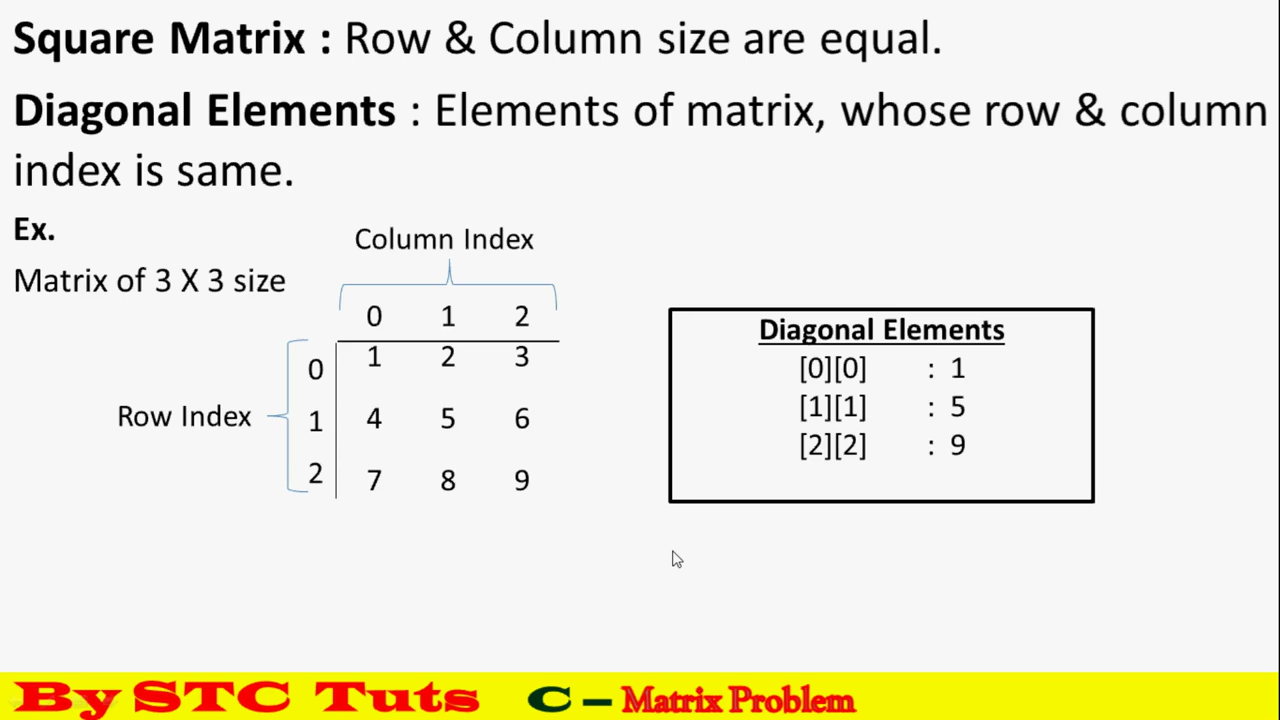 Square Matrix : Row & Column size are equal.
Diagonal Elements : Elements of matrix, whose row & column
index is same.
Ex.
Column Index
Matrix of 3 X 3 size
0 1 2
0 1 2 3
Row Index 1 4 5 6
2 7 8 9
Diagonal Elements
[0][0] : 1
[1][1] : 5
[2][2] : 9
By STC Tuts C – Matrix Problem